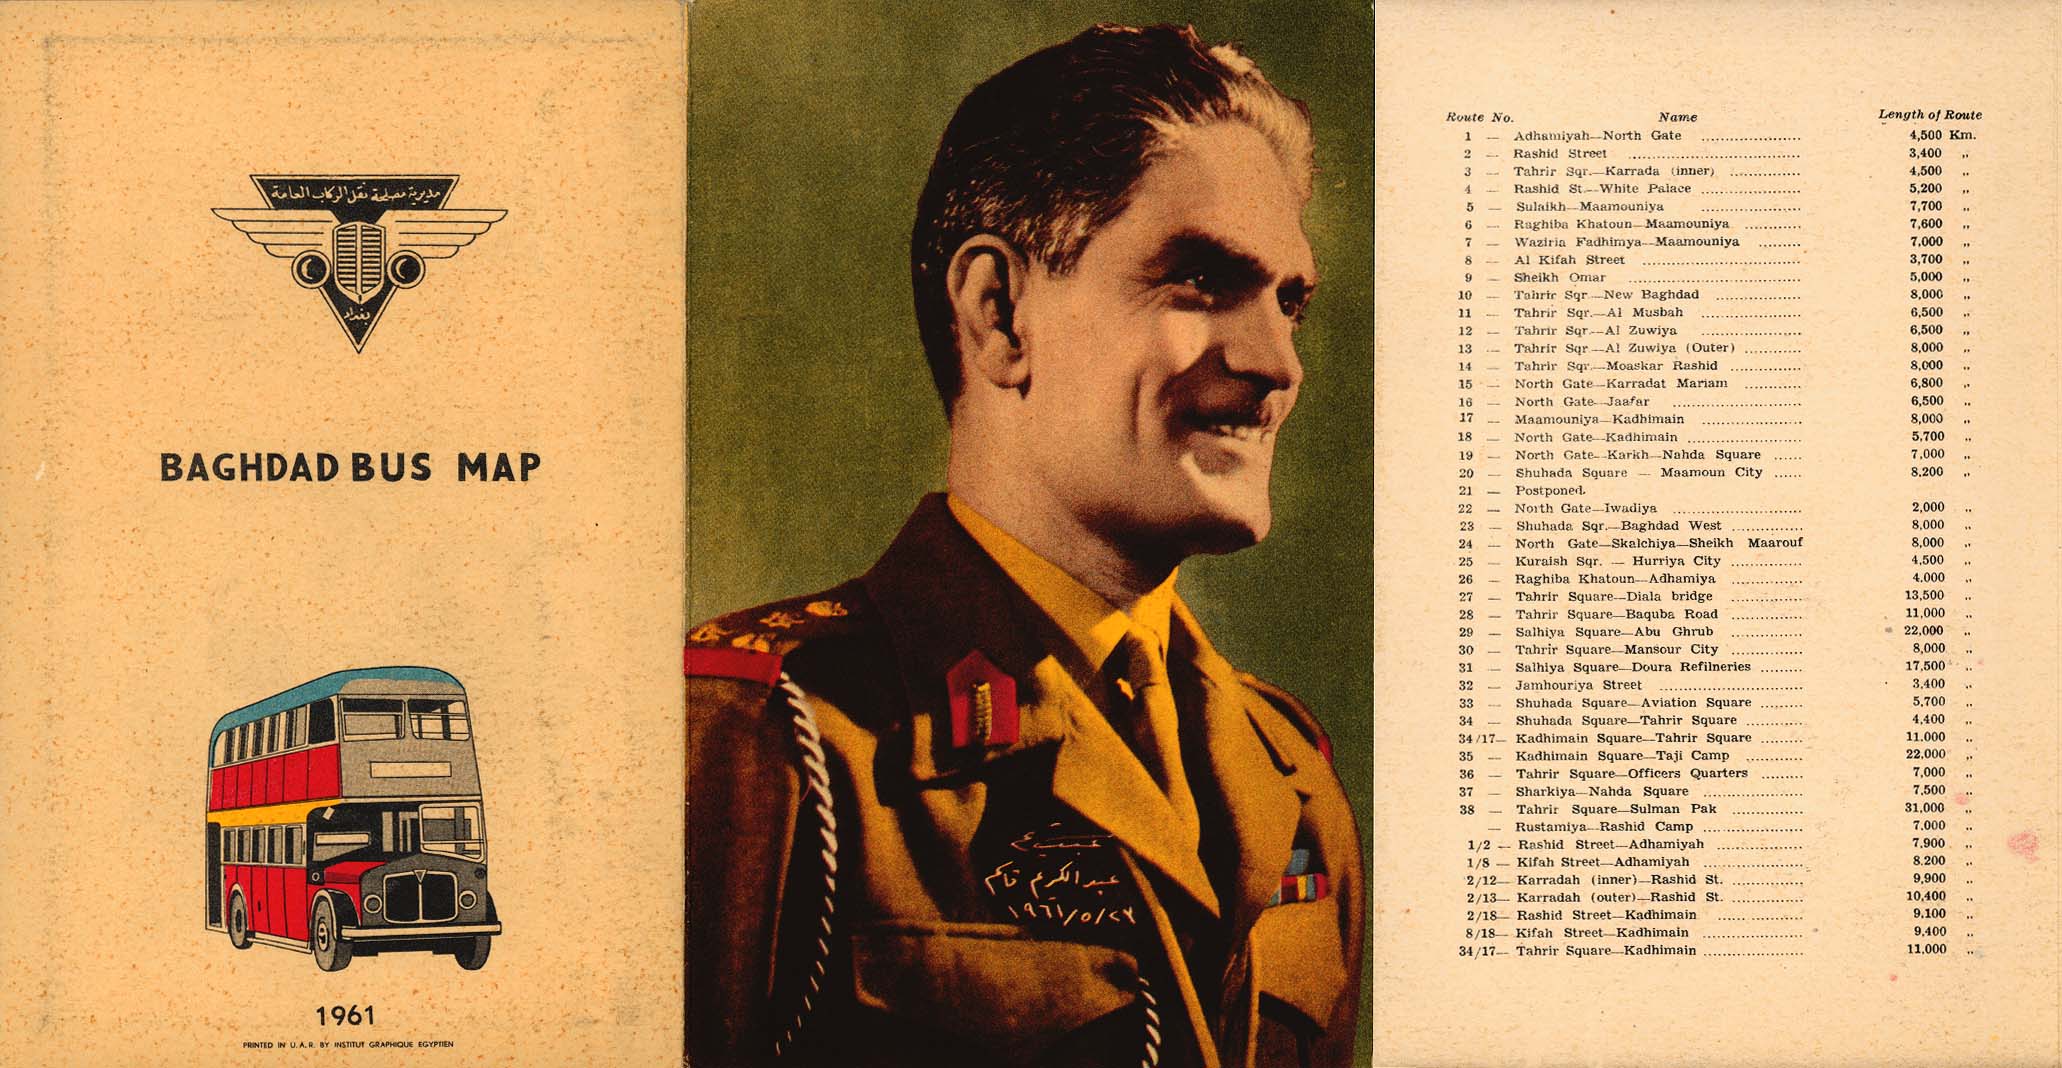 مديرية مصلحة نقل الركاب العامة
بغداد
BAGHDAD BUS MAP
1961
PRINTED IN U.A.R. BY INSTITUT GRAPHIQUE EGYPTIEN
عبد الكريم قاسم
١٩٦١/٥/٢٧
Route No. Name Length of Route
1 — Adhamiyah—North Gate .................. 4,500 Km.
2 — Rashid Street .................. 3,400 „
3 — Tahrir Sqr.—Karrada (inner) .................. 4,500 „
4 — Rashid St.—White Palace .................. 5,200 „
5 — Sulaikh—Maamouniya .................. 7,700 „
6 — Raghiba Khatoun—Maamouniya .................. 7,600 „
7 — Waziria Fadhimya—Maamouniya .......... 7,000 „
8 — Al Kifah Street .................. 3,700 „
9 — Sheikh Omar .................. 5,000 „
10 — Tahrir Sqr.—New Baghdad .................. 8,000 „
11 — Tahrir Sqr.—Al Musbah .................. 6,500 „
12 — Tahrir Sqr.—Al Zuwiya .................. 6,500 „
13 — Tahrir Sqr.—Al Zuwiya (Outer) ............ 8,000 „
14 — Tahrir Sqr.—Moaskar Rashid .................. 8,000 „
15 — North Gate—Karradat Mariam ............ 6,800 „
16 — North Gate—Jaafar .................. 6,500 „
17 — Maamouniya—Kadhimain .................. 8,000 „
18 — North Gate—Kadhimain .................. 5,700 „
19 — North Gate—Karkh—Nahda Square ...... 7,000 „
20 — Shuhada Square — Maamoun City ...... 8,200 „
21 — Postponed.
22 — North Gate—Iwadiya .................. 2,000 „
23 — Shuhada Sqr.—Baghdad West ............ 8,000 „
24 — North Gate—Skalchiya—Sheikh Maarouf 8,000 „
25 — Kuraish Sqr. — Hurriya City ............ 4,500 „
26 — Raghiba Khatoun—Adhamiya ............ 4.000 „
27 — Tahrir Square—Diala bridge ............ 13,500 „
28 — Tahrir Square—Baquba Road ............ 11,000 „
29 — Salhiya Square—Abu Ghrub ............ 22,000 „
30 — Tahrir Square—Mansour City ............ 8,000 „
31 — Salhiya Square—Doura Refilneries ........ 17,500 „
32 — Jamhouriya Street .................. 3,400 „
33 — Shuhada Square—Aviation Square ........ 5,700 „
34 — Shuhada Square—Tahrir Square ............ 4,400 „
34/17— Kadhimain Square—Tahrir Square ......... 11.000 „
35 — Kadhimain Square—Taji Camp ............ 22,000 „
36 — Tahrir Square—Officers Quarters ......... 7,000 „
37 — Sharkiya—Nahda Square ............ 7,500 „
38 — Tahrir Square—Sulman Pak ............ 31,000 „
— Rustamiya—Rashid Camp .................. 7.000 „
1/2 — Rashid Street—Adhamiyah .................. 7.900 „
1/8 — Kifah Street—Adhamiyah .................. 8.200 „
2/12— Karradah (inner)—Rashid St. ............ 9,900 „
2/13— Karradah (outer)—Rashid St. ............ 10,400 „
2/18— Rashid Street—Kadhimain .................. 9.100 „
8/18— Kifah Street—Kadhimain .................. 9,400 „
34/17— Tahrir Square—Kadhimain .................. 11,000 „